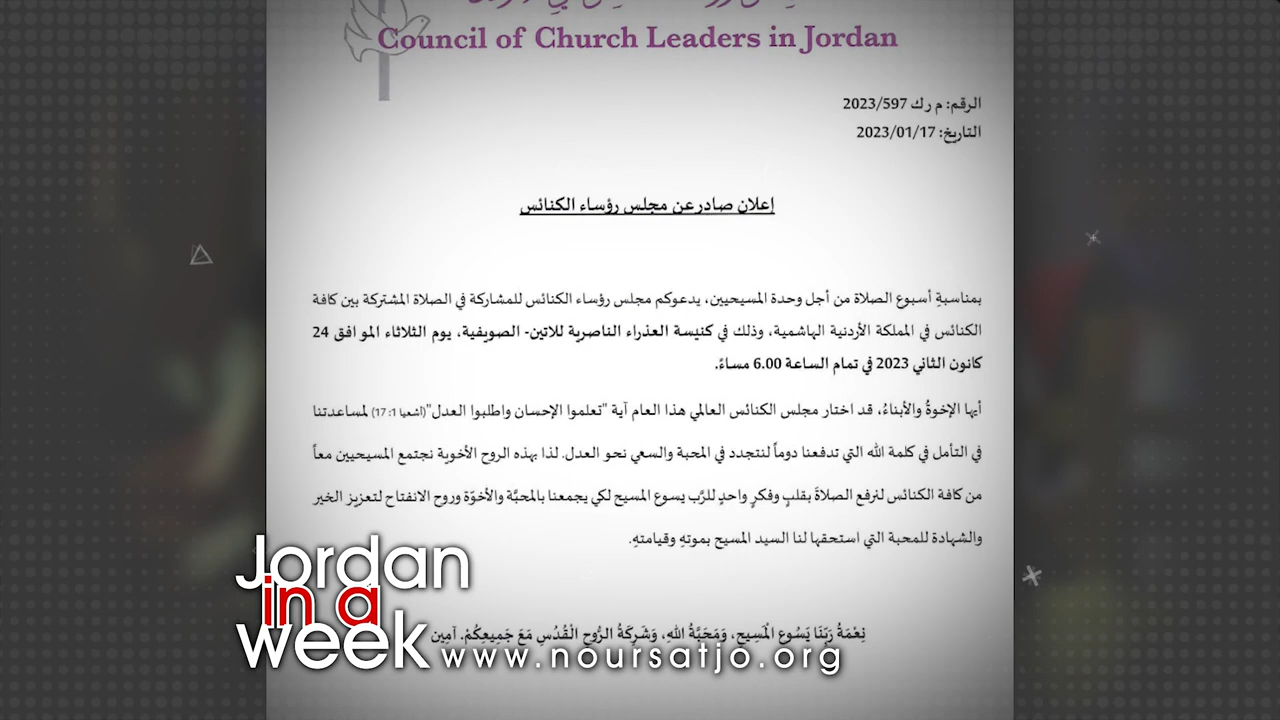 Council of Church Leaders in Jordan
الرقم: م رك 2023/597
التاريخ: 2023/01/17
إعلان صادر عن مجلس رؤساء الكنائس
بمناسبةِ أسبوع الصلاة من أجل وحدة المسيحيين، يدعوكم مجلس رؤساء الكنائس للمشاركة في الصلاة المشتركة بين كافة
الكنائس في المملكة الأردنية الهاشمية، وذلك في كنيسة العذراء الناصرية للاتين- الصويفية، يوم الثلاثاء الموافق 24
كانون الثاني 2023 في تمام الساعة 6.00 مساءً.
أيها الإخوةُ والأبناءُ، قد اختار مجلس الكنائس العالمي هذا العام آية "تعلموا الإحسان واطلبوا العدل"(أشعيا 1: 17) لمساعدتنا
في التأمل في كلمة الله التي تدفعنا دوماً لنتجدد في المحبة والسعي نحو العدل. لذا بهذه الروح الأخوية نجتمع المسيحيين معاً
من كافة الكنائس لنرفع الصلاةَ بقلبٍ وفكرٍ واحدٍ للرَّب يسوع المسيح لكي يجمعنا بالمحبَّة والأخوّة وروح الانفتاح لتعزيز الخير
والشهادة للمحبة التي استحقها لنا السيد المسيح بموتهِ وقيامتهِ.
نِعْمَةُ رَبِّنَا يَسُوعَ الْمَسِيحِ، وَمَحَبَّةُ اللهِ، وَشَرِكَةُ الرُّوحِ الْقُدُسِ مَعَ جَمِيعِكُمْ. آمِين
Jordan
in a
week
www.noursatjo.org